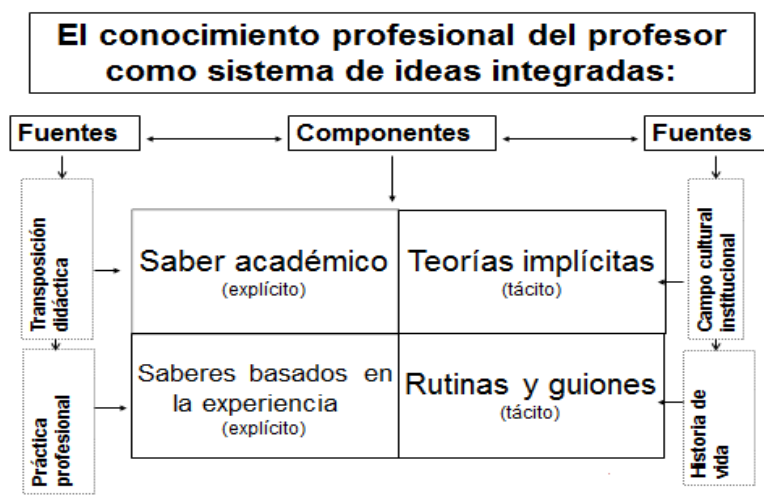 El conocimiento profesional del profesor
como sistema de ideas integradas:
Fuentes
Componentes
Fuentes
Transposición
didáctica
Saber académico
(explícito)
Teorías implícitas
(tácito)
Campo cultural
institucional
Práctica
profesional
Saberes basados en
la experiencia
(explícito)
Rutinas y guiones
(tácito)
Historia de
vida